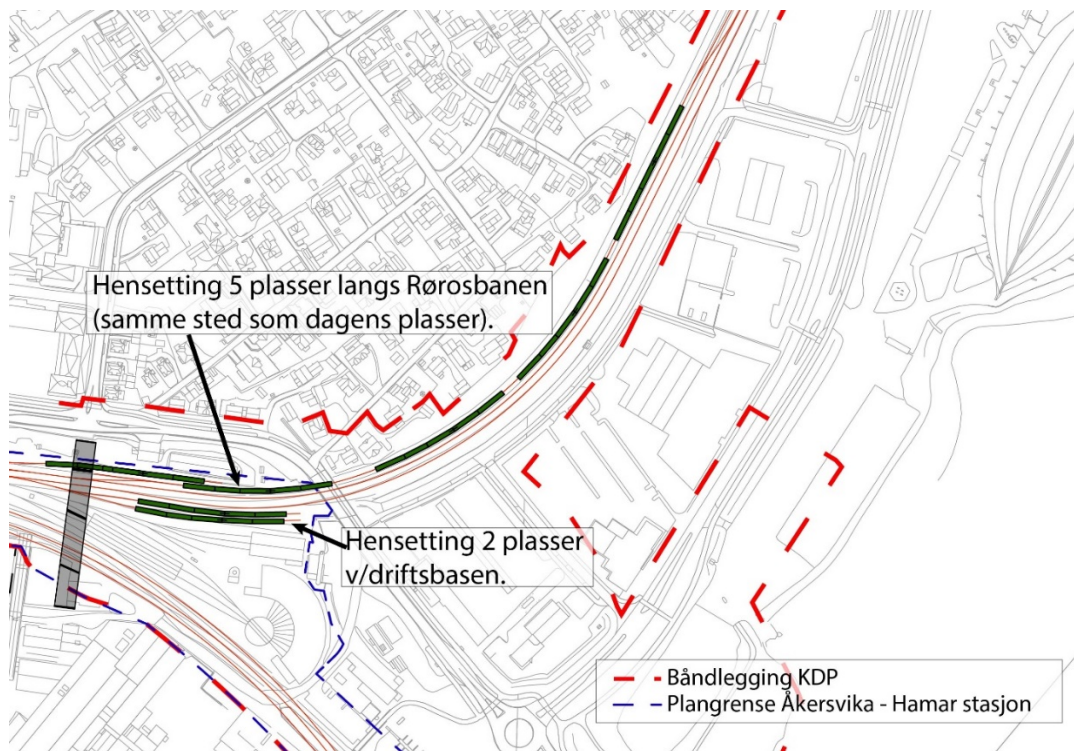 Hensetting 5 plasser langs Rørosbanen
(samme sted som dagens plasser).
Hensetting 2 plasser
v/driftsbasen.
Båndlegging KDP
Plangrense Åkersvika - Hamar stasjon